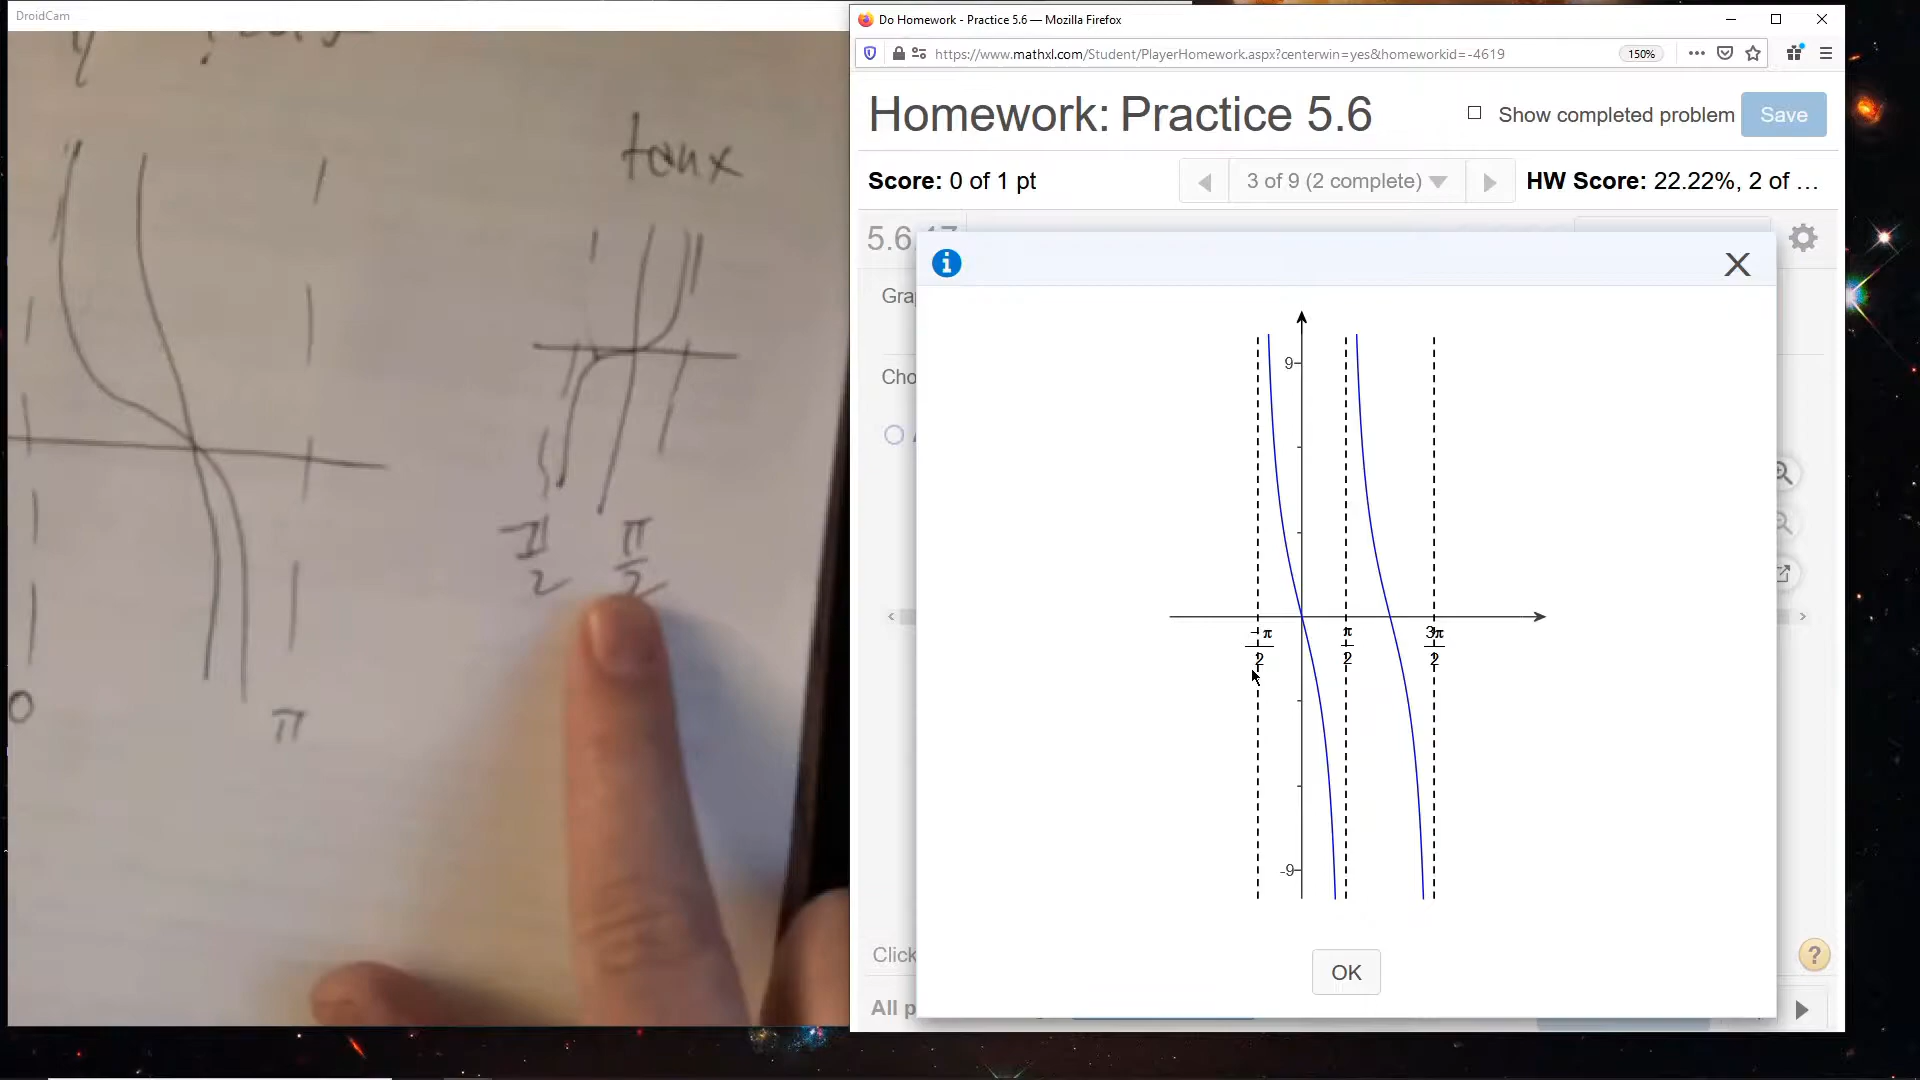 DroidCam
tan x
-π/2
π/2
0
π
Do Homework - Practice 5.6 — Mozilla Firefox
https://www.mathxl.com/Student/PlayerHomework.aspx?centerwin=yes&homeworkid=-4619
150%
Homework: Practice 5.6
Show completed problem
Save
Score: 0 of 1 pt
3 of 9 (2 complete)
HW Score: 22.22%, 2 of ...
5.6.17
Gra
Cho
i
X
9
-π/2
π/2
3π/2
-9
OK
Click
?
All p